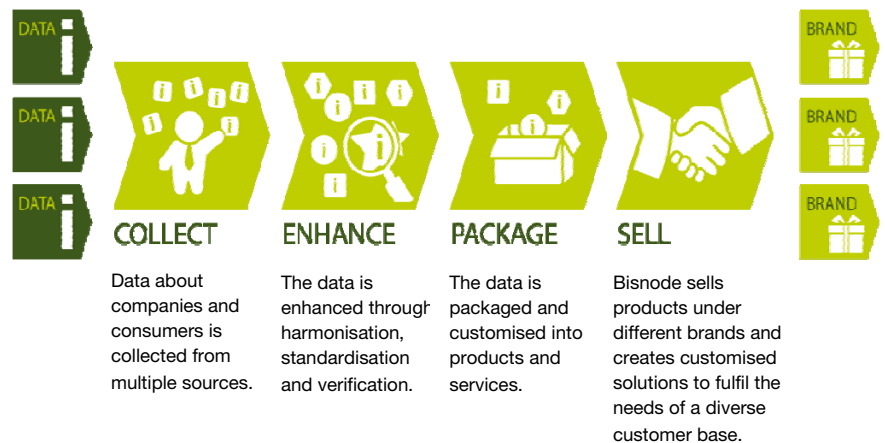 DATA i
DATA i
DATA i
COLLECT
Data about
companies and
consumers is
collected from
multiple sources.
ENHANCE
The data is
enhanced through
harmonisation,
standardisation
and verification.
PACKAGE
The data is
packaged and
customised into
products and
services.
SELL
Bisnode sells
products under
different brands and
creates customised
solutions to fulfil the
needs of a diverse
customer base.
BRAND
BRAND
BRAND